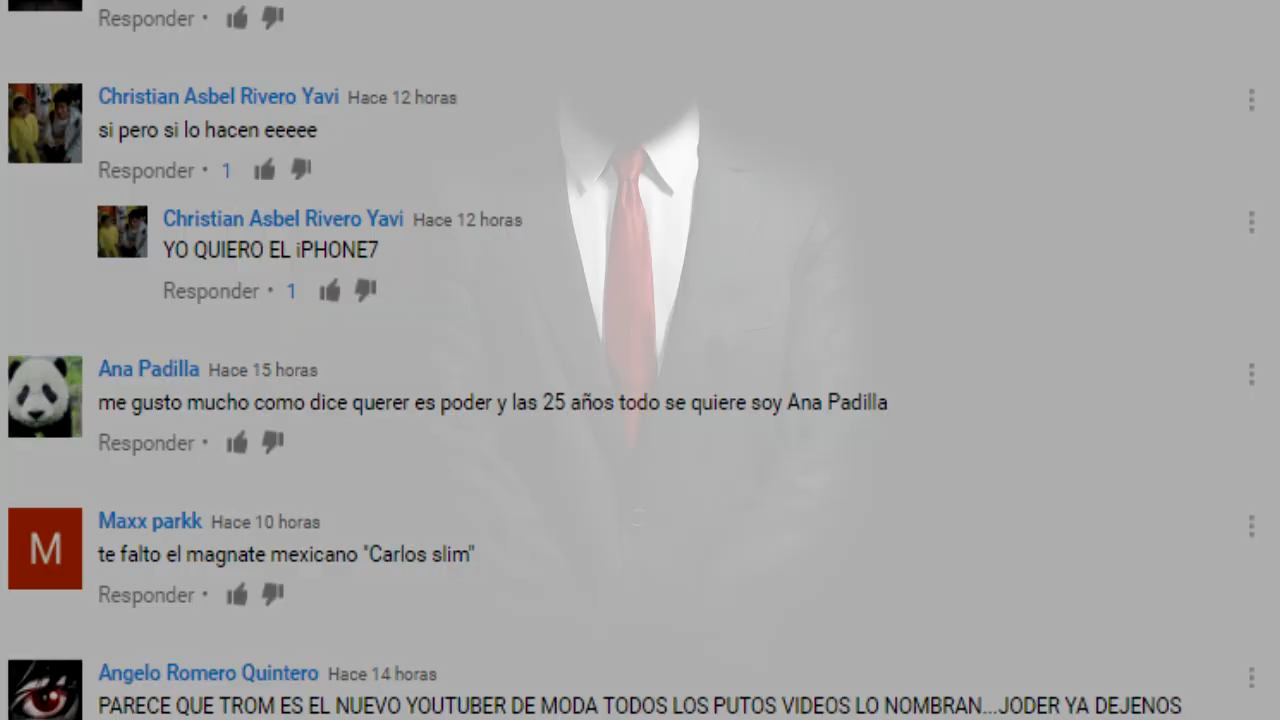 Responder •
Christian Asbel Rivero Yavi Hace 12 horas
si pero si lo hacen eeeee
Responder • 1
Christian Asbel Rivero Yavi Hace 12 horas
YO QUIERO EL iPHONE7
Responder • 1
Ana Padilla Hace 15 horas
me gusto mucho como dice querer es poder y las 25 años todo se quiere soy Ana Padilla
Responder •
M
Maxx parkk Hace 10 horas
te falto el magnate mexicano "Carlos slim"
Responder •
Angelo Romero Quintero Hace 14 horas
PARECE QUE TROM ES EL NUEVO YOUTUBER DE MODA TODOS LOS PUTOS VIDEOS LO NOMBRAN...JODER YA DEJENOS